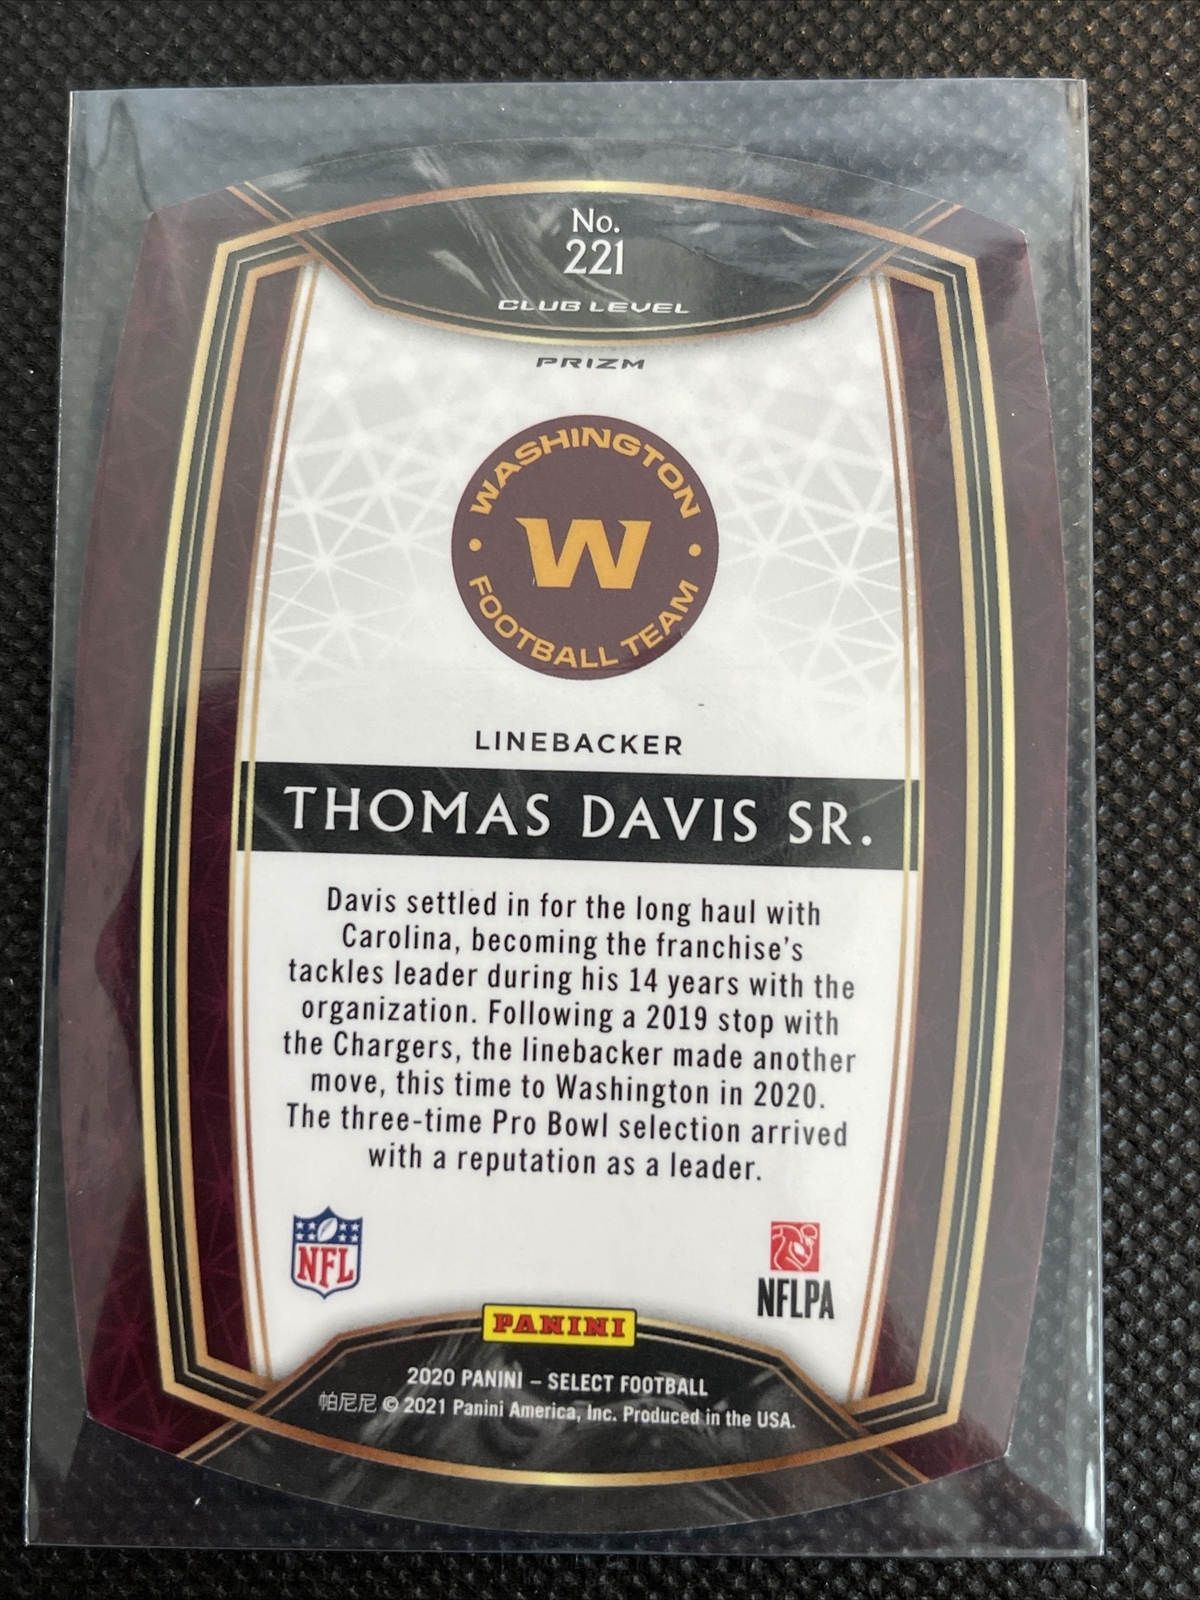 No.
221
CLUB LEVEL
PRIZM
WASHINGTON
W
FOOTBALL TEAM
LINEBACKER
THOMAS DAVIS SR.
Davis settled in for the long haul with
Carolina, becoming the franchise's
tackles leader during his 14 years with the
organization. Following a 2019 stop with
the Chargers, the linebacker made another
move, this time to Washington in 2020.
The three-time Pro Bowl selection arrived
with a reputation as a leader.
NFL
NFLPA
PANINI
2020 PANINI – SELECT FOOTBALL
帕尼尼 © 2021 Panini America, Inc. Produced in the USA.